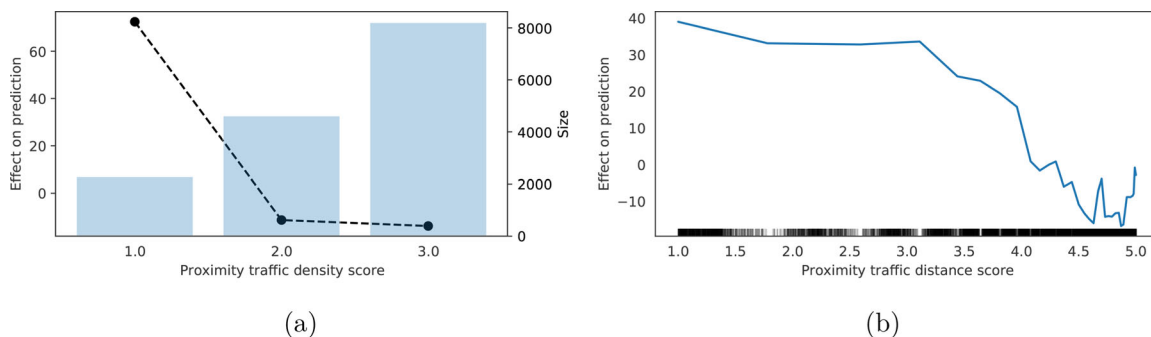 60
40
20
0
Effect on prediction
8000
6000
4000
2000
0
Size
1.0 2.0 3.0
Proximity traffic density score
(a)
40
30
20
10
0
−10
Effect on prediction
1.0 1.5 2.0 2.5 3.0 3.5 4.0 4.5 5.0
Proximity traffic distance score
(b)